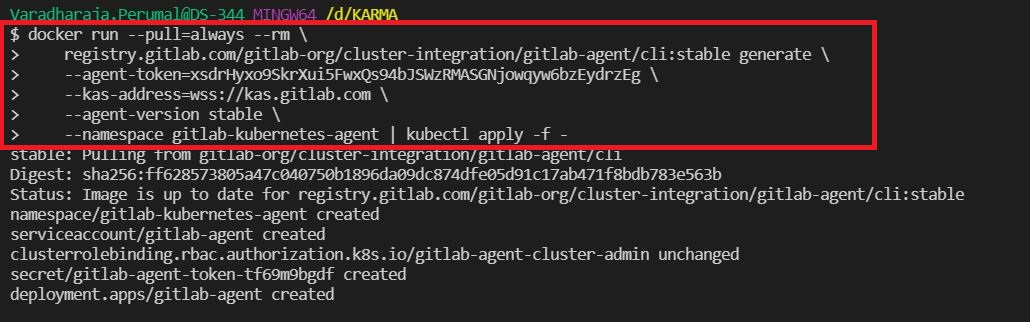 Varadharaja.Perumal@DS-344 MINGW64 /d/KARMA
$ docker run --pull=always --rm \
>     registry.gitlab.com/gitlab-org/cluster-integration/gitlab-agent/cli:stable generate \
>     --agent-token=xsdrHyxo9SkrXui5FwxQs94bJSWzRMASGNjowqyw6bzEydrzEg \
>     --kas-address=wss://kas.gitlab.com \
>     --agent-version stable \
>     --namespace gitlab-kubernetes-agent | kubectl apply -f -
stable: Pulling from gitlab-org/cluster-integration/gitlab-agent/cli
Digest: sha256:ff628573805a47c040750b1896da09dc874dfe05d91c17ab471f8bdb783e563b
Status: Image is up to date for registry.gitlab.com/gitlab-org/cluster-integration/gitlab-agent/cli:stable
namespace/gitlab-kubernetes-agent created
serviceaccount/gitlab-agent created
clusterrolebinding.rbac.authorization.k8s.io/gitlab-agent-cluster-admin unchanged
secret/gitlab-agent-token-tf69m9bgdf created
deployment.apps/gitlab-agent created